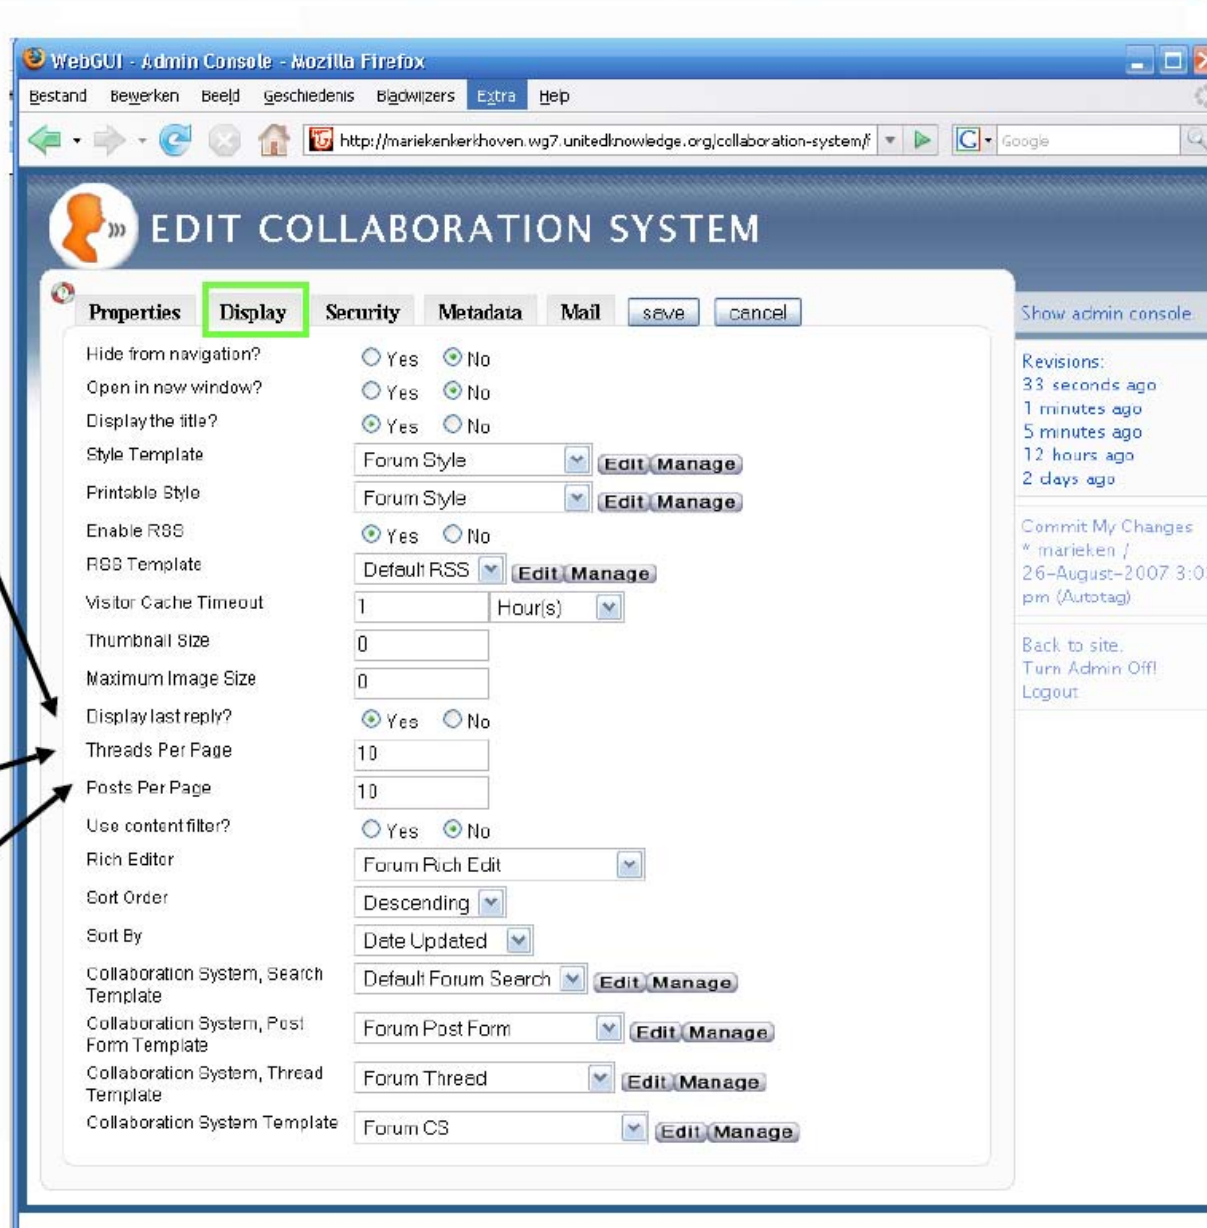 WebGUI - Admin Console - Mozilla Firefox
Bestand Bewerken Beeld Geschiedenis Bladwijzers Extra Help
http://mariekenkerkhoven.wg7.unitedknowledge.org/collaboration-system/f
G Google
EDIT COLLABORATION SYSTEM
Properties Display Security Metadata Mail save cancel
Hide from navigation? Yes No
Open in new window? Yes No
Display the title? Yes No
Style Template Forum Style Edit Manage
Printable Style Forum Style Edit Manage
Enable RSS Yes No
RSS Template Default RSS Edit Manage
Visitor Cache Timeout 1 Hour(s)
Thumbnail Size 0
Maximum Image Size 0
Display last reply? Yes No
Threads Per Page 10
Posts Per Page 10
Use content filter? Yes No
Rich Editor Forum Rich Edit
Sort Order Descending
Sort By Date Updated
Collaboration System, Search
Template Default Forum Search Edit Manage
Collaboration System, Post
Form Template Forum Post Form Edit Manage
Collaboration System, Thread
Template Forum Thread Edit Manage
Collaboration System Template Forum CS Edit Manage
Show admin console.
Revisions:
33 seconds ago
1 minutes ago
5 minutes ago
12 hours ago
2 days ago
Commit My Changes
* marieken /
26-August-2007 3:0
pm (Autotag)
Back to site.
Turn Admin Off!
Logout